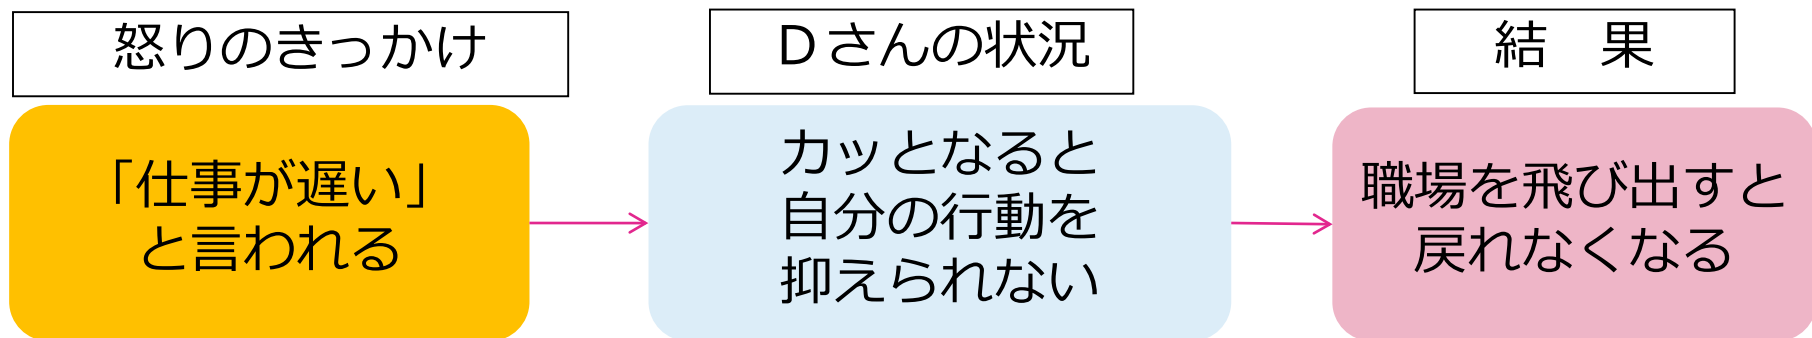 怒りのきっかけ
Dさんの状況
結　果
「仕事が遅い」
と言われる
カッとなると
自分の行動を
抑えられない
職場を飛び出すと
戻れなくなる